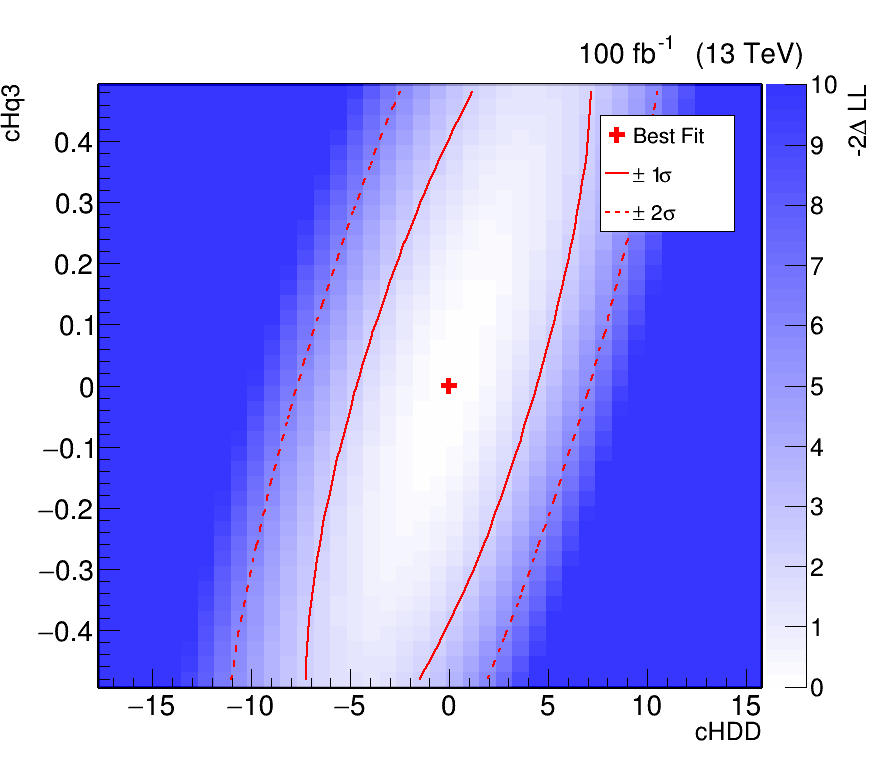 100 fb⁻¹ (13 TeV)
cHq3
0.4
0.3
0.2
0.1
0
−0.1
−0.2
−0.3
−0.4
Best Fit
± 1σ
± 2σ
10
9
8
7
6
5
4
3
2
1
0
-2Δ LL
−15 −10 −5 0 5 10 15
cHDD